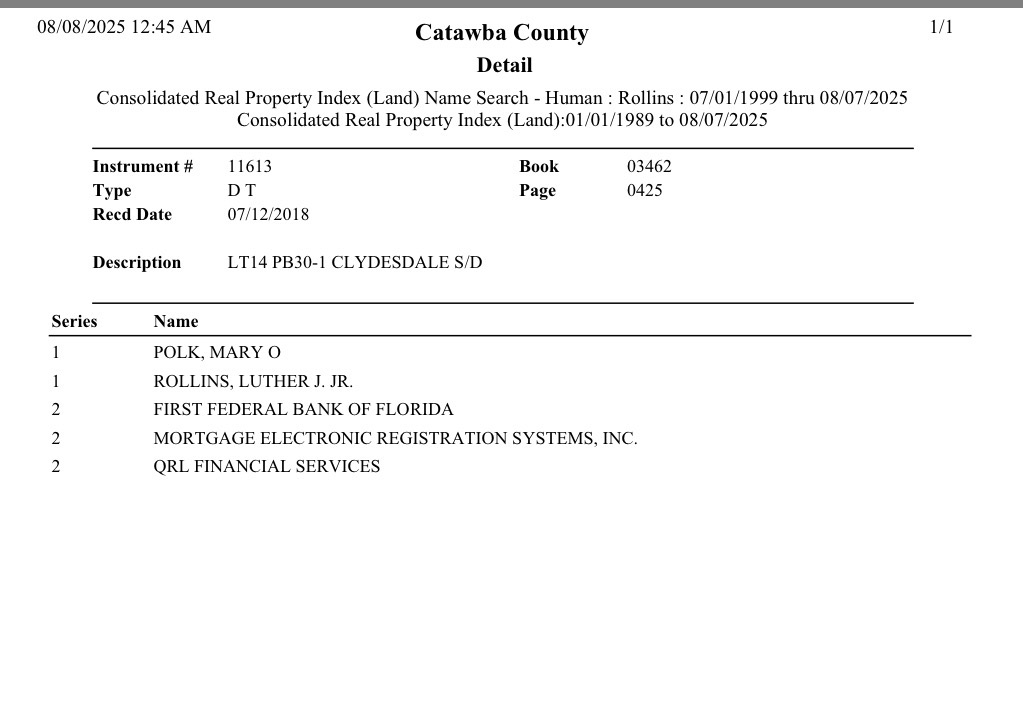 08/08/2025 12:45 AM Catawba County 1/1
Detail
Consolidated Real Property Index (Land) Name Search - Human : Rollins : 07/01/1999 thru 08/07/2025
Consolidated Real Property Index (Land):01/01/1989 to 08/07/2025
Instrument # 11613 Book 03462
Type D T Page 0425
Recd Date 07/12/2018
Description LT14 PB30-1 CLYDESDALE S/D
Series Name
1 POLK, MARY O
1 ROLLINS, LUTHER J. JR.
2 FIRST FEDERAL BANK OF FLORIDA
2 MORTGAGE ELECTRONIC REGISTRATION SYSTEMS, INC.
2 QRL FINANCIAL SERVICES